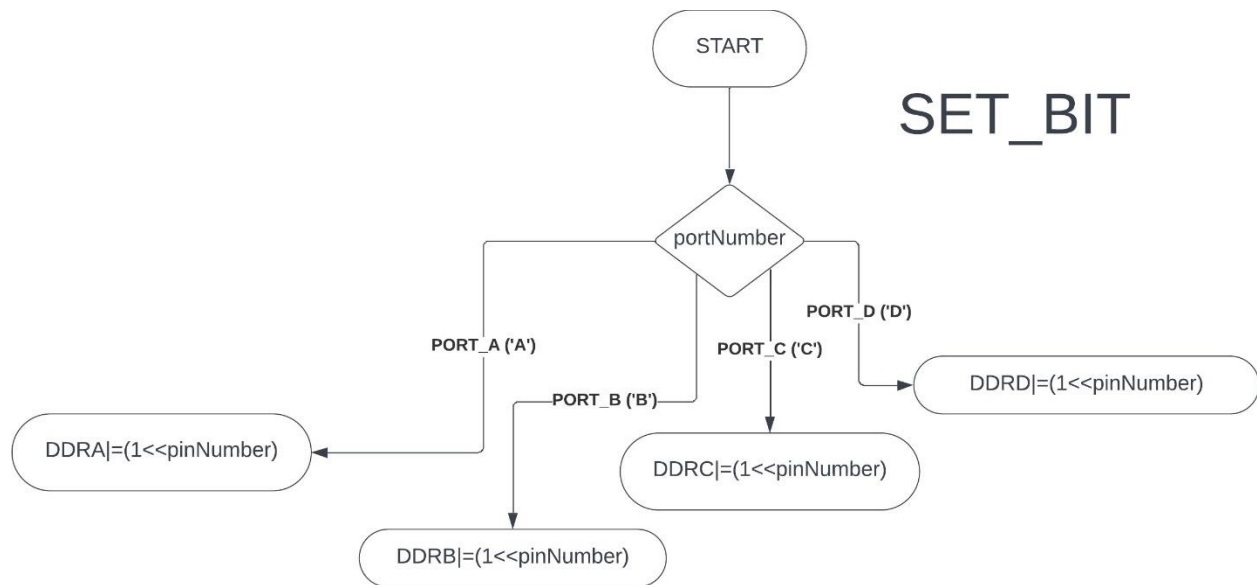 START
SET_BIT
portNumber
PORT_D ('D')
PORT_A ('A')
PORT_C ('C')
DDRD|=(1<<pinNumber)
PORT_B ('B')
DDRA|=(1<<pinNumber)
DDRC|=(1<<pinNumber)
DDRB|=(1<<pinNumber)